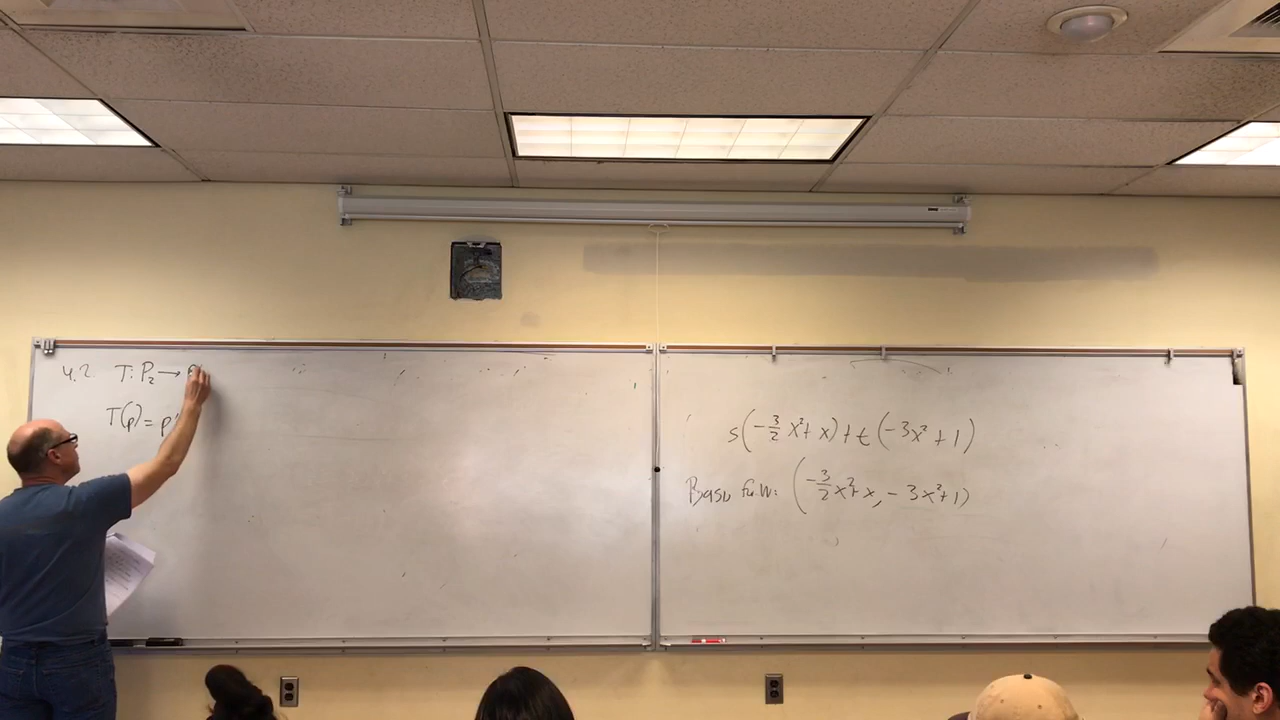 4.2. T: P₂ →
T(p) = p'
s(-3/2 x² + x) + t(-3x² + 1)
Basis for W: (-3/2 x² + x, -3x² + 1)